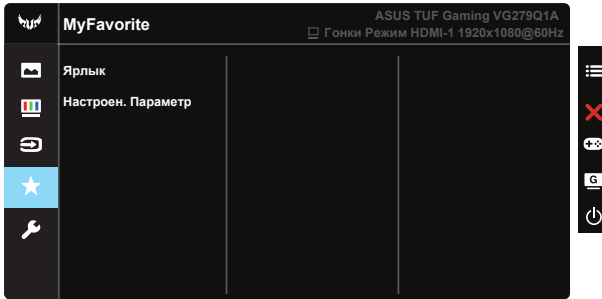 MyFavorite
ASUS TUF Gaming VG279Q1A
Гонки Режим HDMI-1 1920x1080@60Hz
Ярлык
Настроен. Параметр
G